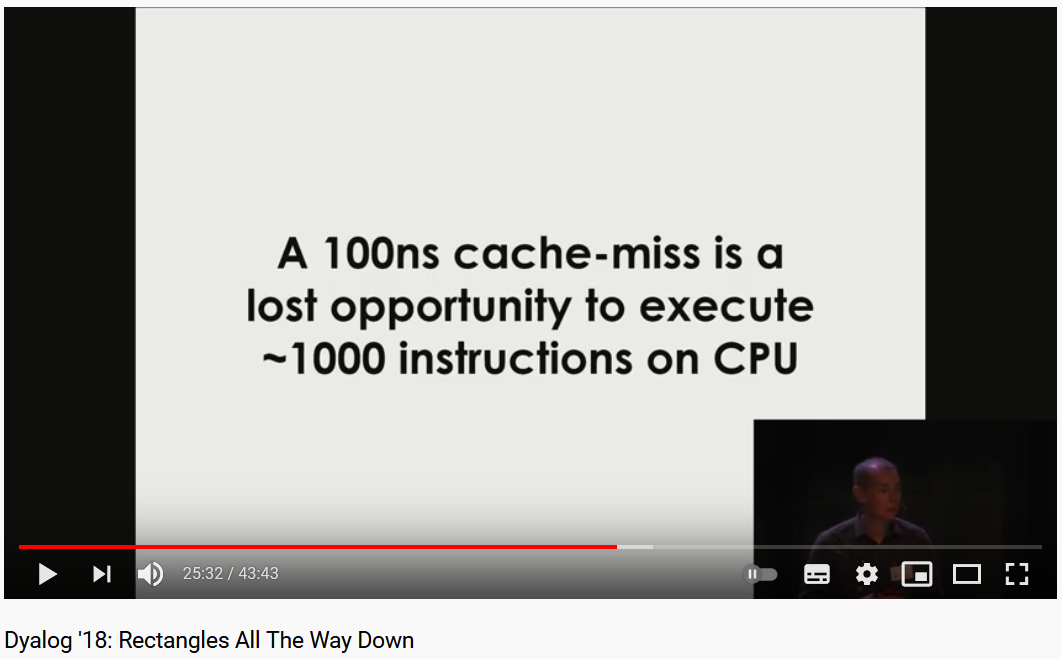 A 100ns cache-miss is a
lost opportunity to execute
~1000 instructions on CPU
25:32 / 43:43
Dyalog '18: Rectangles All The Way Down